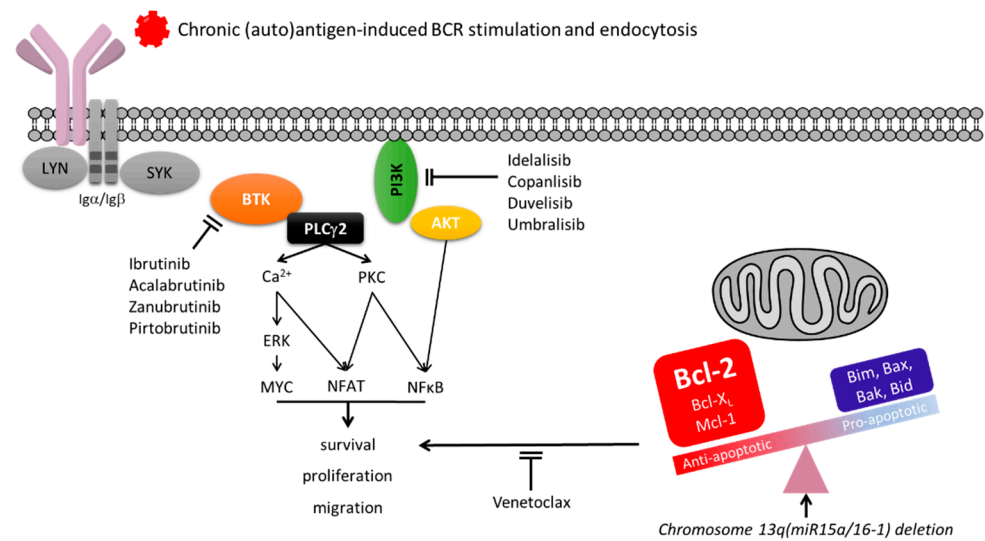 Chronic (auto)antigen-induced BCR stimulation and endocytosis
LYN
SYK
Igα/Igβ
BTK
PLCγ2
PI3K
AKT
Idelalisib
Copanlisib
Duvelisib
Umbralisib
Ibrutinib
Acalabrutinib
Zanubrutinib
Pirtobrutinib
Ca²⁺
PKC
ERK
MYC
NFAT
NFκB
survival
proliferation
migration
Venetoclax
Bcl-2
Bcl-X_L
Mcl-1
Bim, Bax,
Bak, Bid
Anti-apoptotic
Pro-apoptotic
Chromosome 13q(miR15a/16-1) deletion